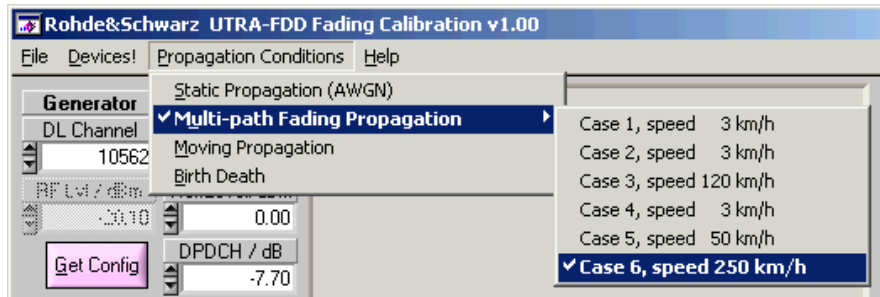 Rohde&Schwarz UTRA-FDD Fading Calibration v1.00
File Devices! Propagation Conditions Help
Static Propagation (AWGN)
Multi-path Fading Propagation
Moving Propagation
Birth Death
Case 1, speed 3 km/h
Case 2, speed 3 km/h
Case 3, speed 120 km/h
Case 4, speed 3 km/h
Case 5, speed 50 km/h
Case 6, speed 250 km/h
Generator
DL Channel
10562
RF Lvl / dBm
0.00
Get Config
DPDCH / dB
-7.70